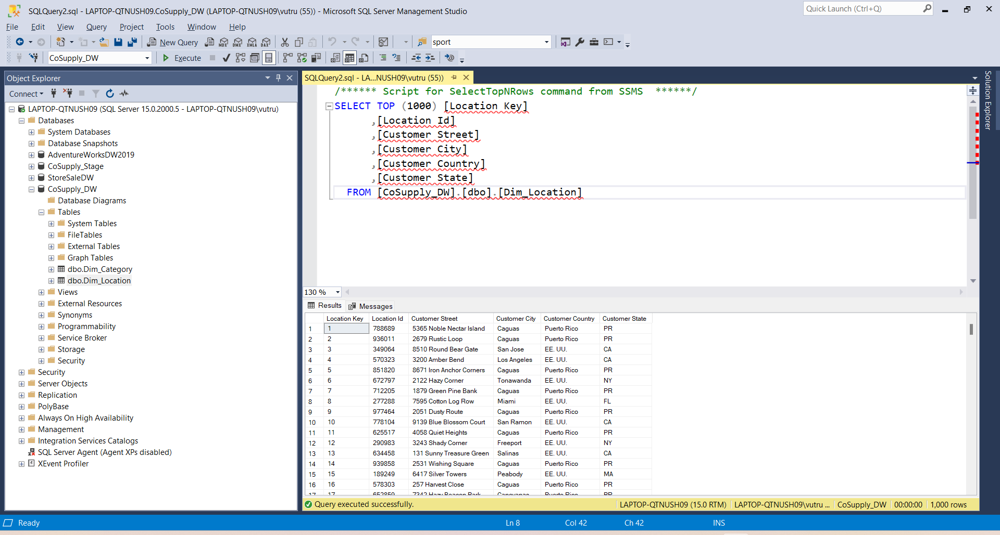 SQLQuery2.sql - LAPTOP-QTNUSH09.CoSupply_DW (LAPTOP-QTNUSH09\vutru (55)) - Microsoft SQL Server Management Studio
Quick Launch (Ctrl+Q)
File Edit View Query Project Tools Window Help
New Query MDX DMX XMLA DAX sport
CoSupply_DW Execute
Object Explorer
Connect
LAPTOP-QTNUSH09 (SQL Server 15.0.2000.5 - LAPTOP-QTNUSH09\vutru)
Databases
System Databases
Database Snapshots
AdventureWorksDW2019
CoSupply_Stage
StoreSaleDW
CoSupply_DW
Database Diagrams
Tables
System Tables
FileTables
External Tables
Graph Tables
dbo.Dim_Category
dbo.Dim_Location
Views
External Resources
Synonyms
Programmability
Service Broker
Storage
Security
Security
Server Objects
Replication
PolyBase
Always On High Availability
Management
Integration Services Catalogs
SQL Server Agent (Agent XPs disabled)
XEvent Profiler
SQLQuery2.sql - LA...NUSH09\vutru (55))
/****** Script for SelectTopNRows command from SSMS  ******/
SELECT TOP (1000) [Location Key]
,[Location Id]
,[Customer Street]
,[Customer City]
,[Customer Country]
,[Customer State]
FROM [CoSupply_DW].[dbo].[Dim_Location]
Solution Explorer
130 %
Results Messages
Location Key Location Id Customer Street Customer City Customer Country Customer State
1 1 788689 5365 Noble Nectar Island Caguas Puerto Rico PR
2 2 936011 2679 Rustic Loop Caguas Puerto Rico PR
3 3 349064 8510 Round Bear Gate San Jose EE. UU. CA
4 4 570323 3200 Amber Bend Los Angeles EE. UU. CA
5 5 851820 8671 Iron Anchor Corners Caguas Puerto Rico PR
6 6 672797 2122 Hazy Corner Tonawanda EE. UU. NY
7 7 712205 1879 Green Pine Bank Caguas Puerto Rico PR
8 8 277288 7595 Cotton Log Row Miami EE. UU. FL
9 9 977464 2051 Dusty Route Caguas Puerto Rico PR
10 10 778104 9139 Blue Blossom Court San Ramon EE. UU. CA
11 11 625517 4058 Quiet Heights Caguas Puerto Rico PR
12 12 290983 3243 Shady Corner Freeport EE. UU. NY
13 13 634458 131 Sunny Treasure Green Salinas EE. UU. CA
14 14 939858 2531 Wishing Square Caguas Puerto Rico PR
15 15 189249 6417 Silver Towers Peabody EE. UU. MA
16 16 578303 257 Harvest Close Caguas Puerto Rico PR
17 17 652859 7342 Hazy Beacon Park Canovanas Puerto Rico PR
Query executed successfully. LAPTOP-QTNUSH09 (15.0 RTM) LAPTOP-QTNUSH09\vutru ... CoSupply_DW 00:00:00 1,000 rows
Ready Ln 8 Col 42 Ch 42 INS